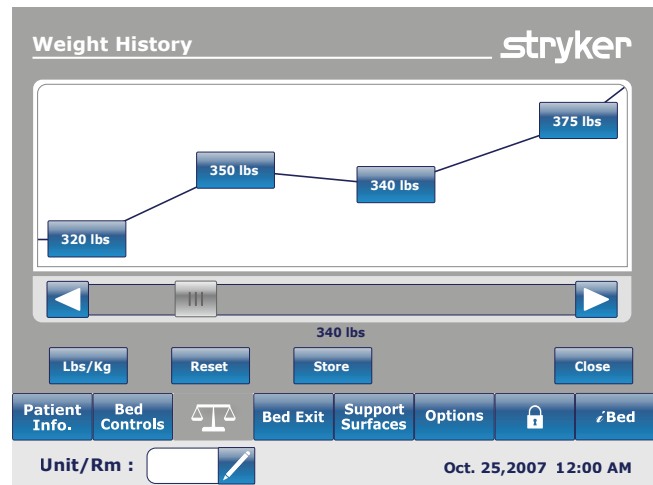 Weight History
stryker
375 lbs
350 lbs
340 lbs
320 lbs
340 lbs
Lbs/Kg Reset Store Close
Patient Info. Bed Controls Bed Exit Support Surfaces Options iBed
Unit/Rm :
Oct. 25,2007 12:00 AM